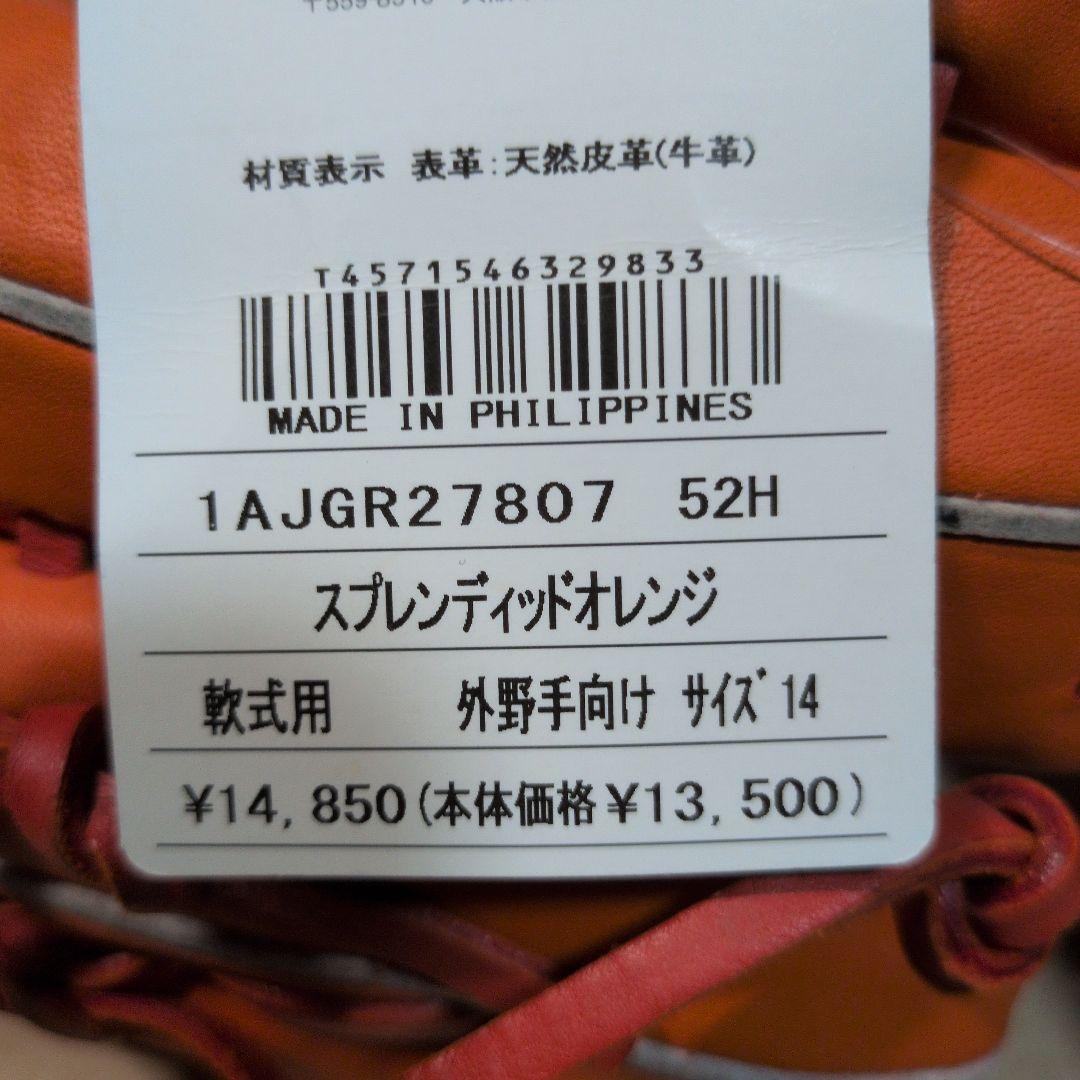 材質表示 表革:天然皮革(牛革)
T4571546329833
MADE IN PHILIPPINES
1AJGR27807 52H
スプレンディッドオレンジ
軟式用 外野手向け サイズ14
¥14,850(本体価格¥13,500)